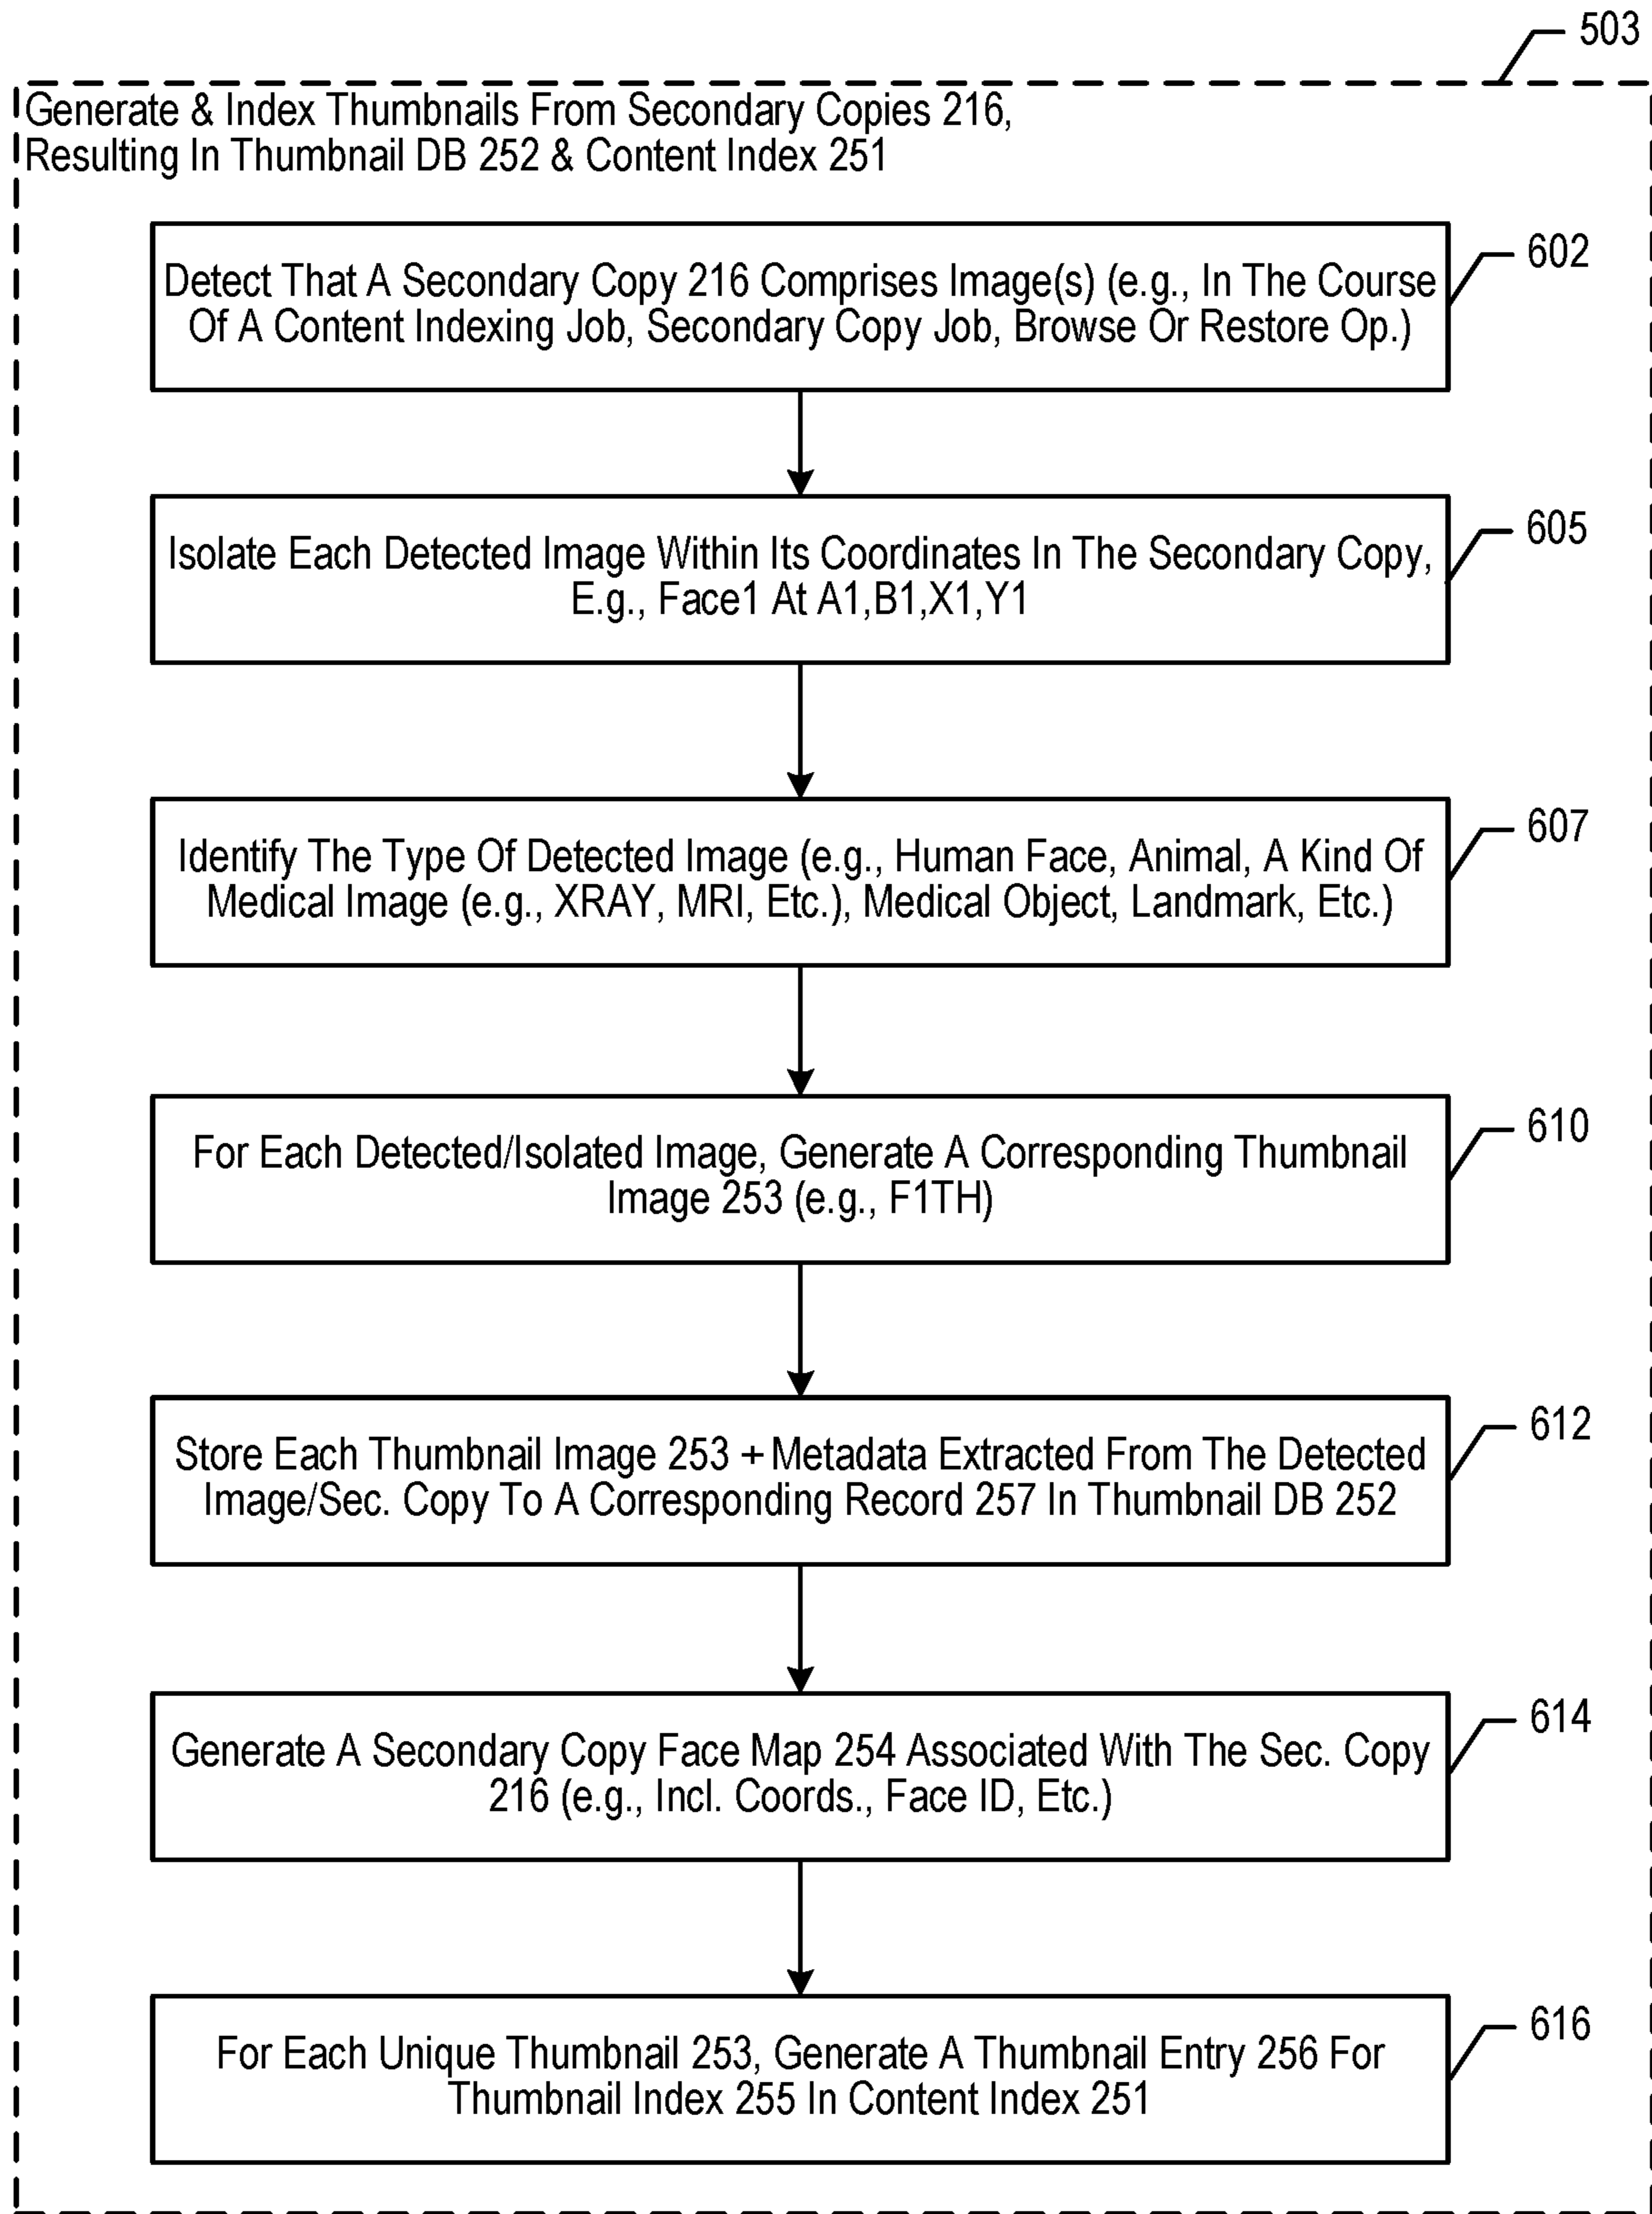 503
Generate & Index Thumbnails From Secondary Copies 216,
Resulting In Thumbnail DB 252 & Content Index 251
602
Detect That A Secondary Copy 216 Comprises Image(s) (e.g., In The Course
Of A Content Indexing Job, Secondary Copy Job, Browse Or Restore Op.)
605
Isolate Each Detected Image Within Its Coordinates In The Secondary Copy,
E.g., Face1 At A1,B1,X1,Y1
607
Identify The Type Of Detected Image (e.g., Human Face, Animal, A Kind Of
Medical Image (e.g., XRAY, MRI, Etc.), Medical Object, Landmark, Etc.)
610
For Each Detected/Isolated Image, Generate A Corresponding Thumbnail
Image 253 (e.g., F1TH)
612
Store Each Thumbnail Image 253 + Metadata Extracted From The Detected
Image/Sec. Copy To A Corresponding Record 257 In Thumbnail DB 252
614
Generate A Secondary Copy Face Map 254 Associated With The Sec. Copy
216 (e.g., Incl. Coords., Face ID, Etc.)
616
For Each Unique Thumbnail 253, Generate A Thumbnail Entry 256 For
Thumbnail Index 255 In Content Index 251